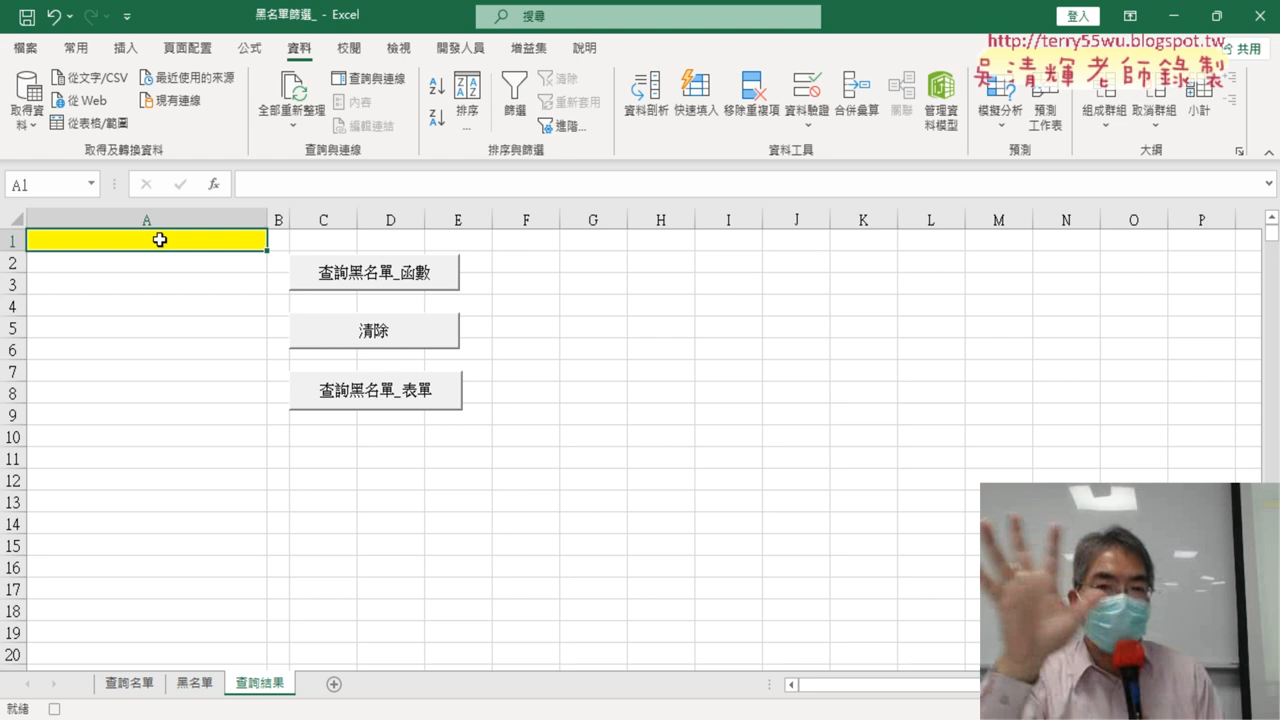 黑名單篩選_ - Excel
搜尋
登入
檔案 常用 插入 頁面配置 公式 資料 校閱 檢視 開發人員 增益集 說明
共用
http://terry55wu.blogspot.tw
吳清輝老師錄製
取得資料
從文字/CSV
從 Web
從表格/範圍
最近使用的來源
現有連線
取得及轉換資料
全部重新整理
查詢與連線
內容
編輯連結
查詢與連線
排序...
篩選
清除
重新套用
進階...
排序與篩選
資料剖析 快速填入 移除重複項 資料驗證 合併彙算 關聯 管理資料模型
資料工具
模擬分析 預測工作表
預測
組成群組 取消群組 小計
大綱
A1
fx
A B C D E F G H I J K L M N O P
1
2
3
4
5
6
7
8
9
10
11
12
13
14
15
16
17
18
19
20
查詢黑名單_函數
清除
查詢黑名單_表單
查詢名單 黑名單 查詢結果
就緒